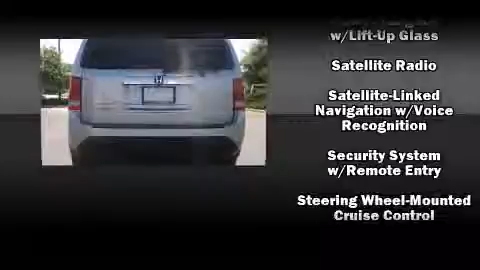 w/Lift-Up Glass
Satellite Radio
Satellite-Linked
Navigation w/Voice
Recognition
Security System
w/Remote Entry
Steering Wheel-Mounted
Cruise Control